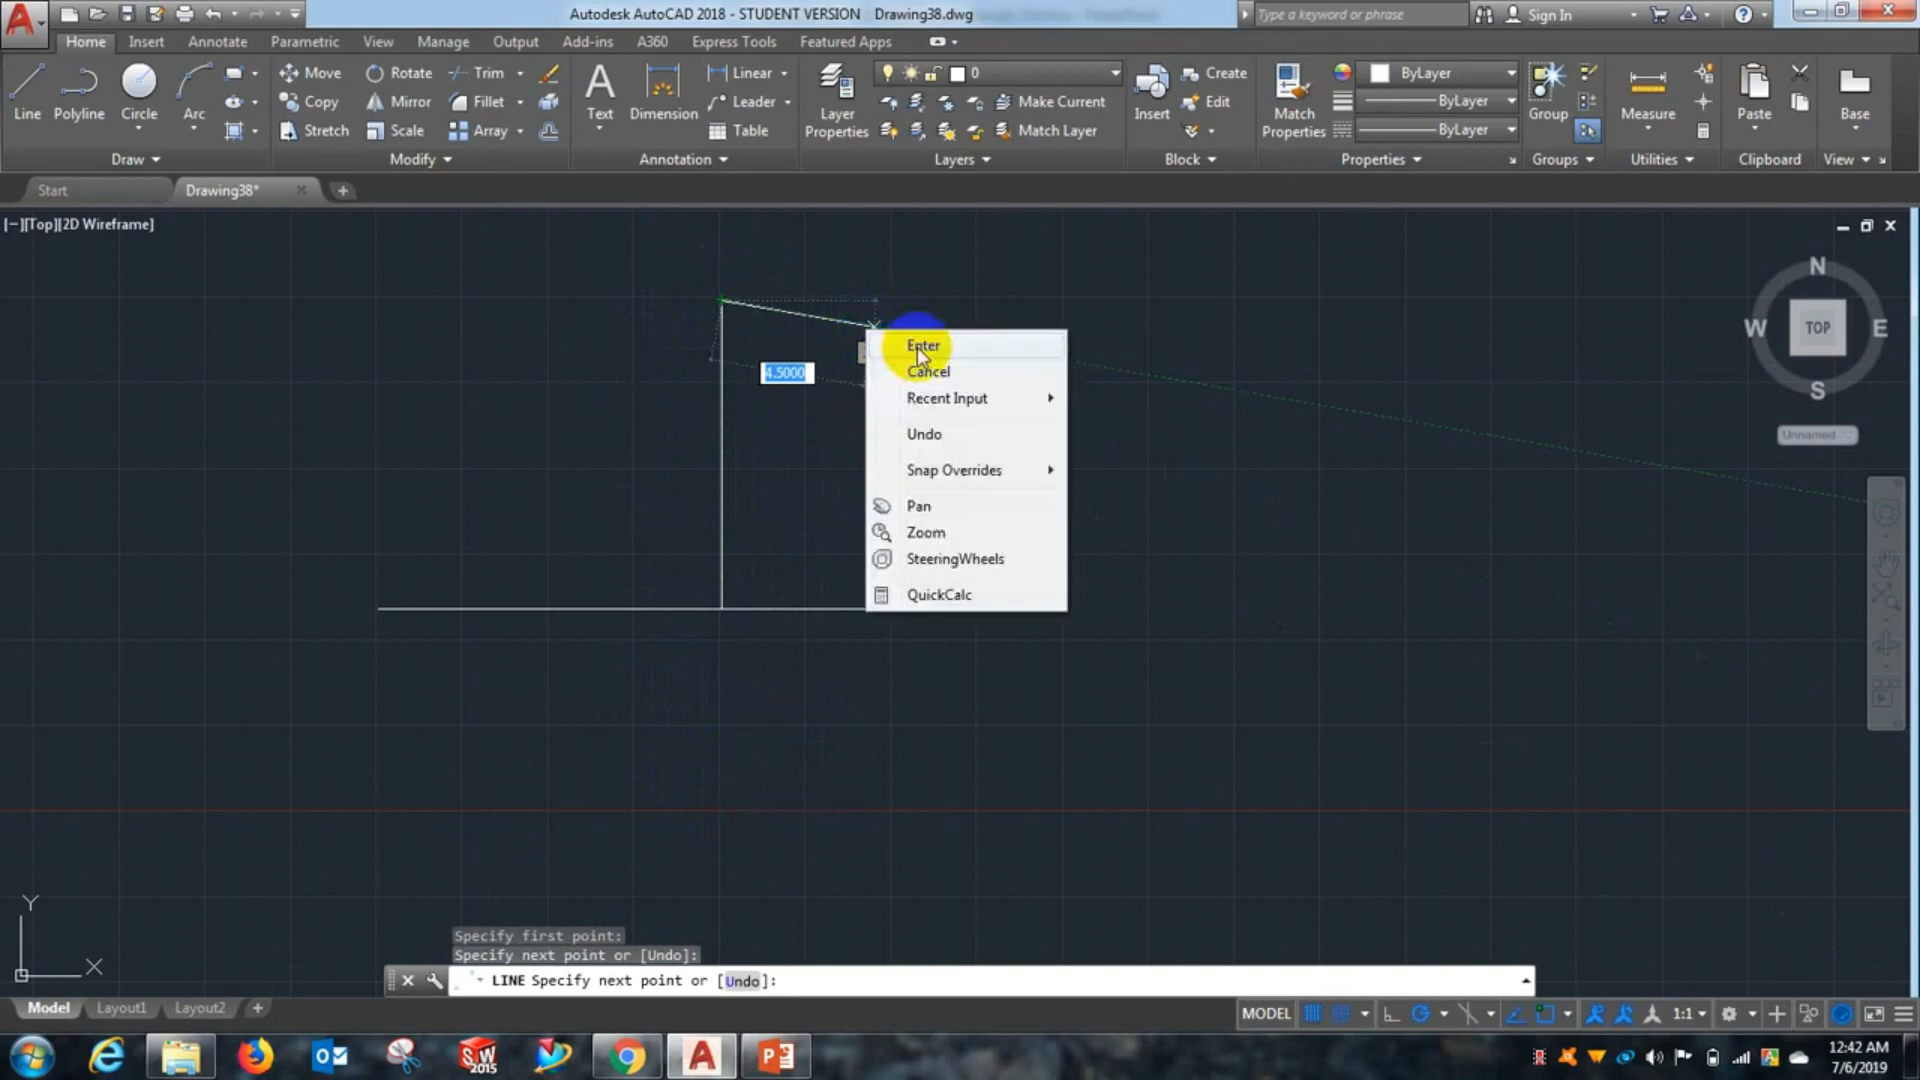 Autodesk AutoCAD 2018 - STUDENT VERSION Drawing38.dwg
Type a keyword or phrase
Sign In
Home Insert Annotate Parametric View Manage Output Add-ins A360 Express Tools Featured Apps
Line Polyline Circle Arc
Draw
Move Rotate Trim
Copy Mirror Fillet
Stretch Scale Array
Modify
Text Dimension
Linear
Leader
Table
Annotation
Layer Properties
0
Make Current
Match Layer
Layers
Insert
Create
Edit
Block
Match Properties
ByLayer
ByLayer
ByLayer
Properties
Group
Groups
Measure
Utilities
Paste
Clipboard
Base
View
Start Drawing38*
[−][Top][2D Wireframe]
N
W TOP E
S
Unnamed
4.5000
Enter
Cancel
Recent Input
Undo
Snap Overrides
Pan
Zoom
SteeringWheels
QuickCalc
Y
X
Specify first point:
Specify next point or [Undo]:
LINE Specify next point or [Undo]:
Model Layout1 Layout2
MODEL 1:1
SW
2015
12:42 AM
7/6/2019